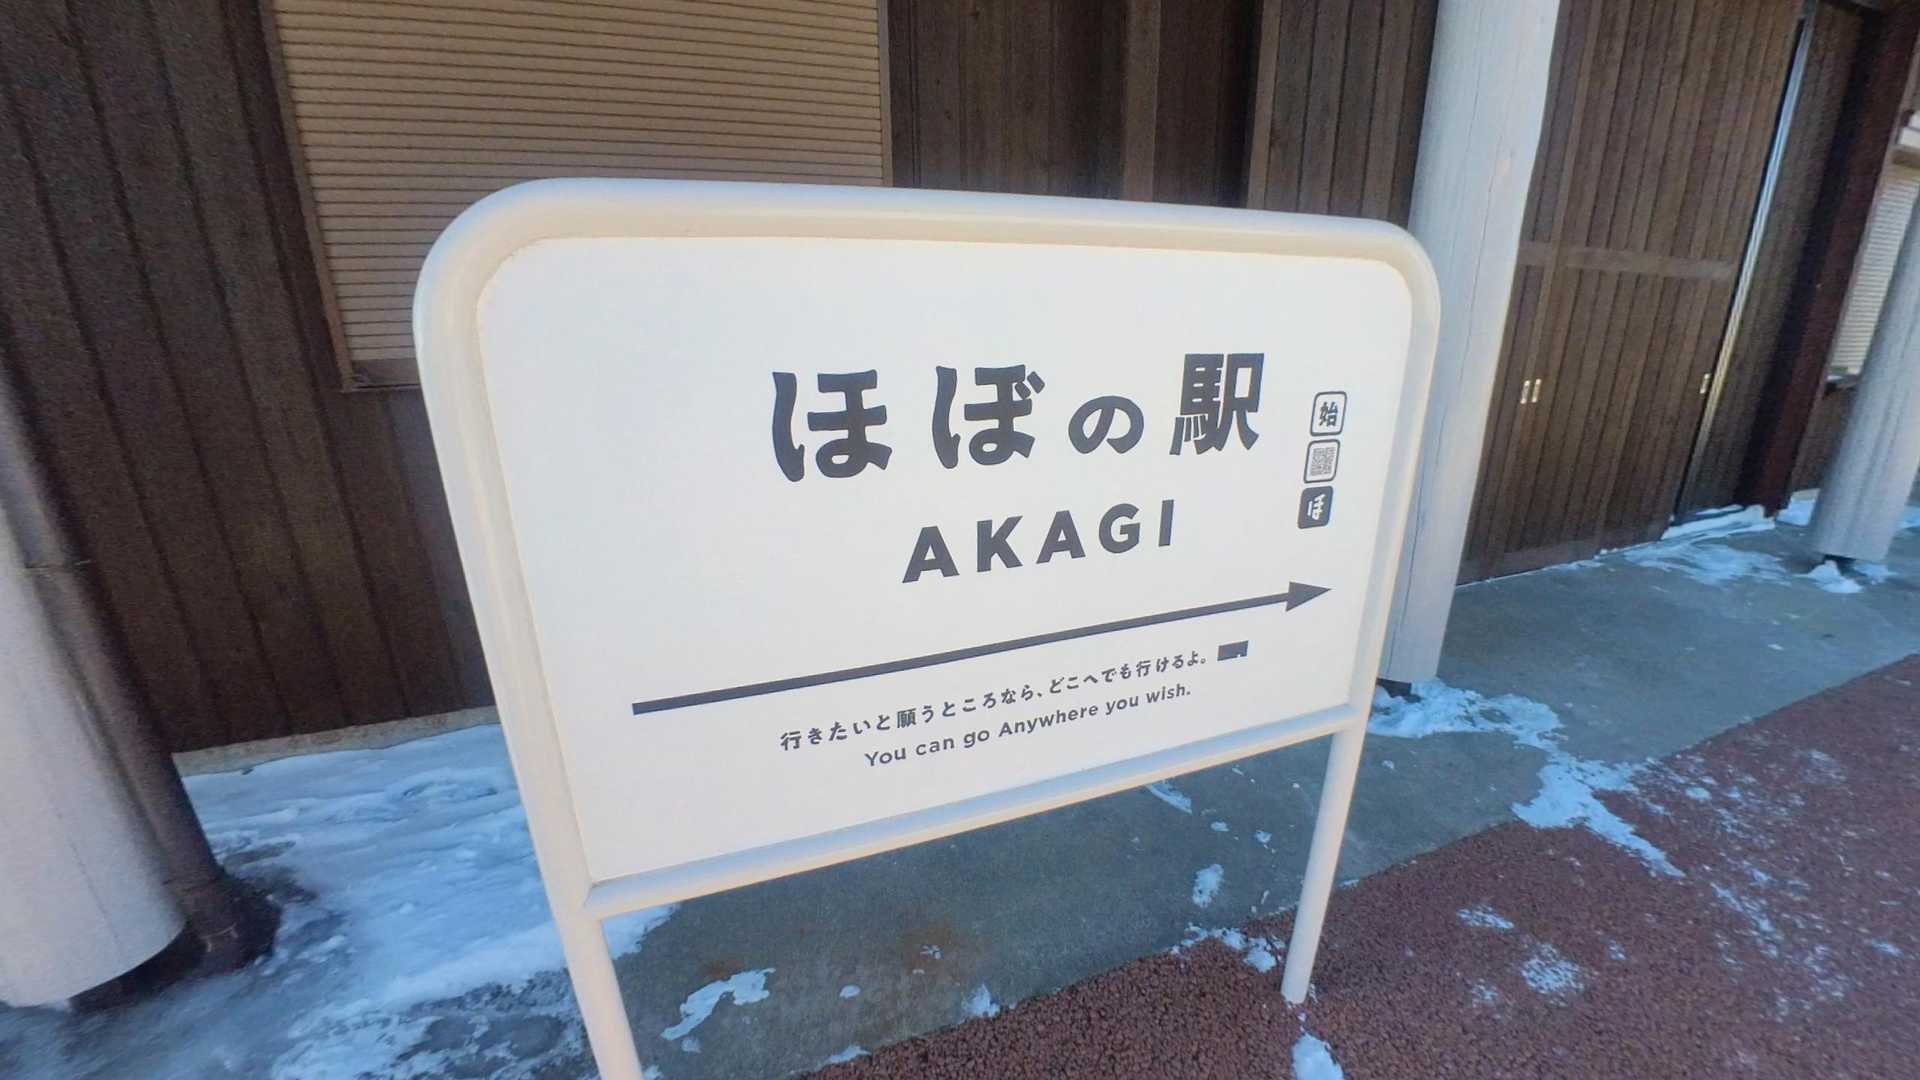 ほぼの駅
AKAGI
始
ほ
行きたいと願うところなら、どこへでも行けるよ。
You can go Anywhere you wish.